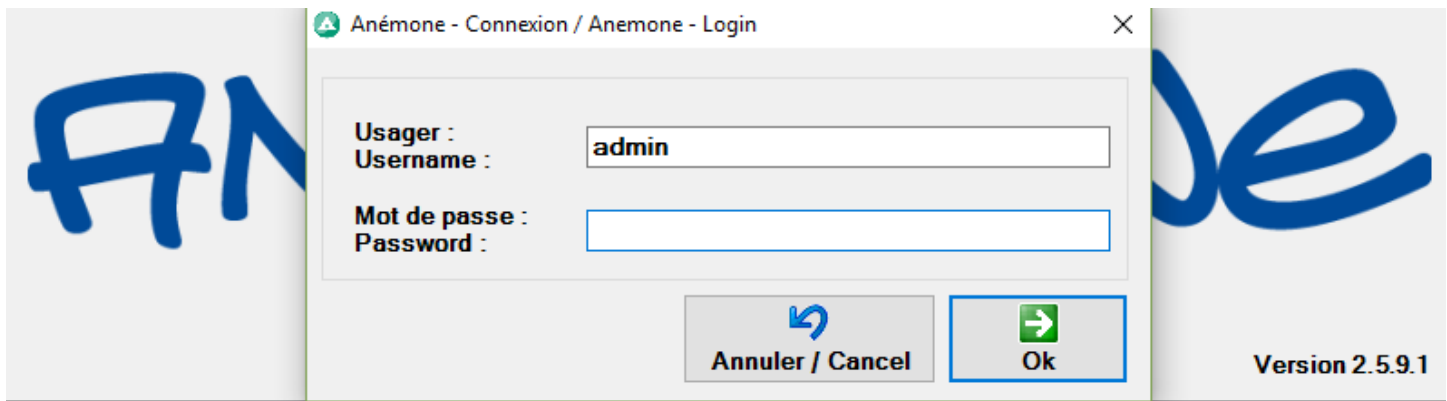 Anémone - Connexion / Anemone - Login
Usager :
Username :
admin
Mot de passe :
Password :
Annuler / Cancel
Ok
Version 2.5.9.1